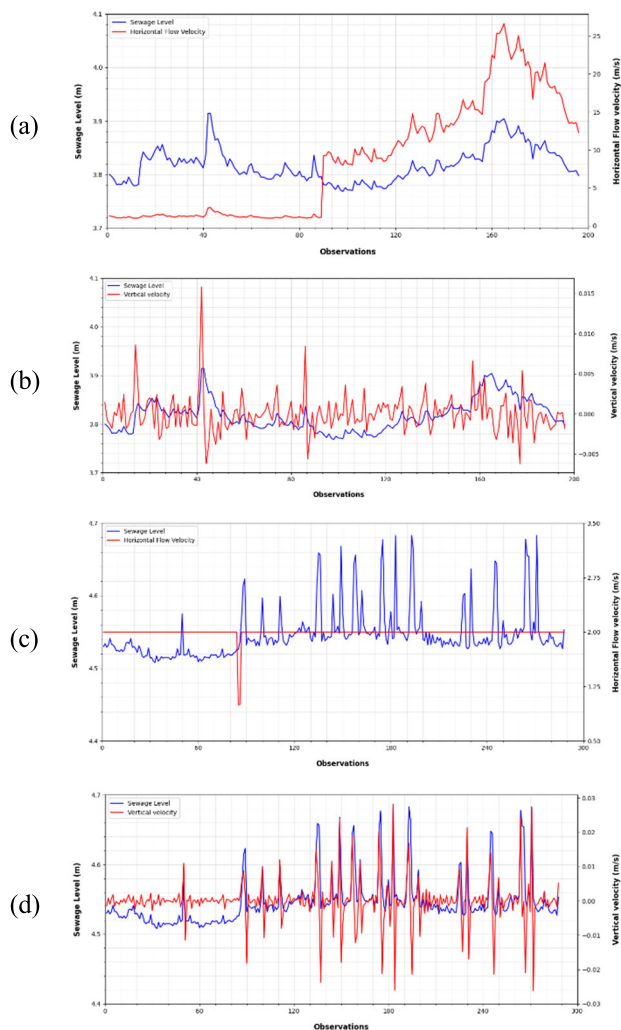 (a)
Sewage Level
Horizontal Flow Velocity
Sewage Level (m)
4.1
4.0
3.9
3.8
3.7
0
40
80
120
160
200
Observations
25
20
15
10
5
0
Horizontal Flow velocity (m/s)
(b)
Sewage Level
Vertical velocity
Sewage Level (m)
4.1
4.0
3.9
3.8
3.7
0
40
80
120
160
200
Observations
0.015
0.010
0.005
0.000
−0.005
Vertical velocity (m/s)
(c)
Sewage Level
Horizontal Flow Velocity
Sewage Level (m)
4.7
4.6
4.5
4.4
0
60
120
180
240
300
Observations
3.50
2.75
2.00
1.25
0.50
Horizontal Flow velocity (m/s)
(d)
Sewage Level
Vertical velocity
Sewage Level (m)
4.7
4.6
4.5
4.4
0
60
120
180
240
300
Observations
0.03
0.02
0.01
0.00
−0.01
−0.02
−0.03
Vertical velocity (m/s)